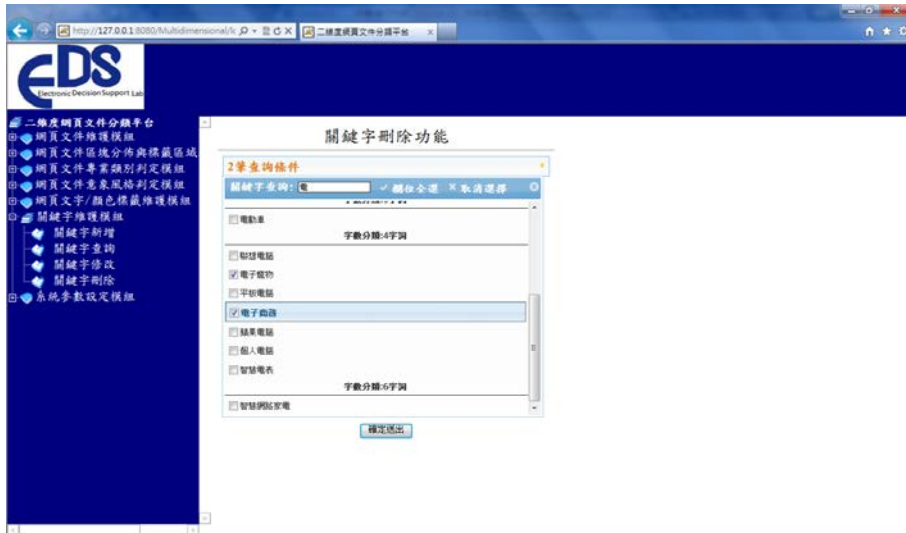 http://127.0.0.1:8080/Multidimensional/k
二維度網頁文件分類平台
EDS
Electronic Decision Support Lab
二維度網頁文件分類平台
網頁文件維護模組
網頁文件區塊分佈與標籤區域
網頁文件專業類別判定模組
網頁文件意象風格判定模組
網頁文字/顏色標籤維護模組
關鍵字維護模組
關鍵字新增
關鍵字查詢
關鍵字修改
關鍵字刪除
系統參數設定模組
關鍵字刪除功能
2筆查詢條件
關鍵字查詢: 電 欄位全選 取消選擇
電動車
字數分類:4字詞
聯想電腦
電子寵物
平板電腦
電子商務
蘋果電腦
個人電腦
智慧電表
字數分類:6字詞
智慧網路家電
確定送出